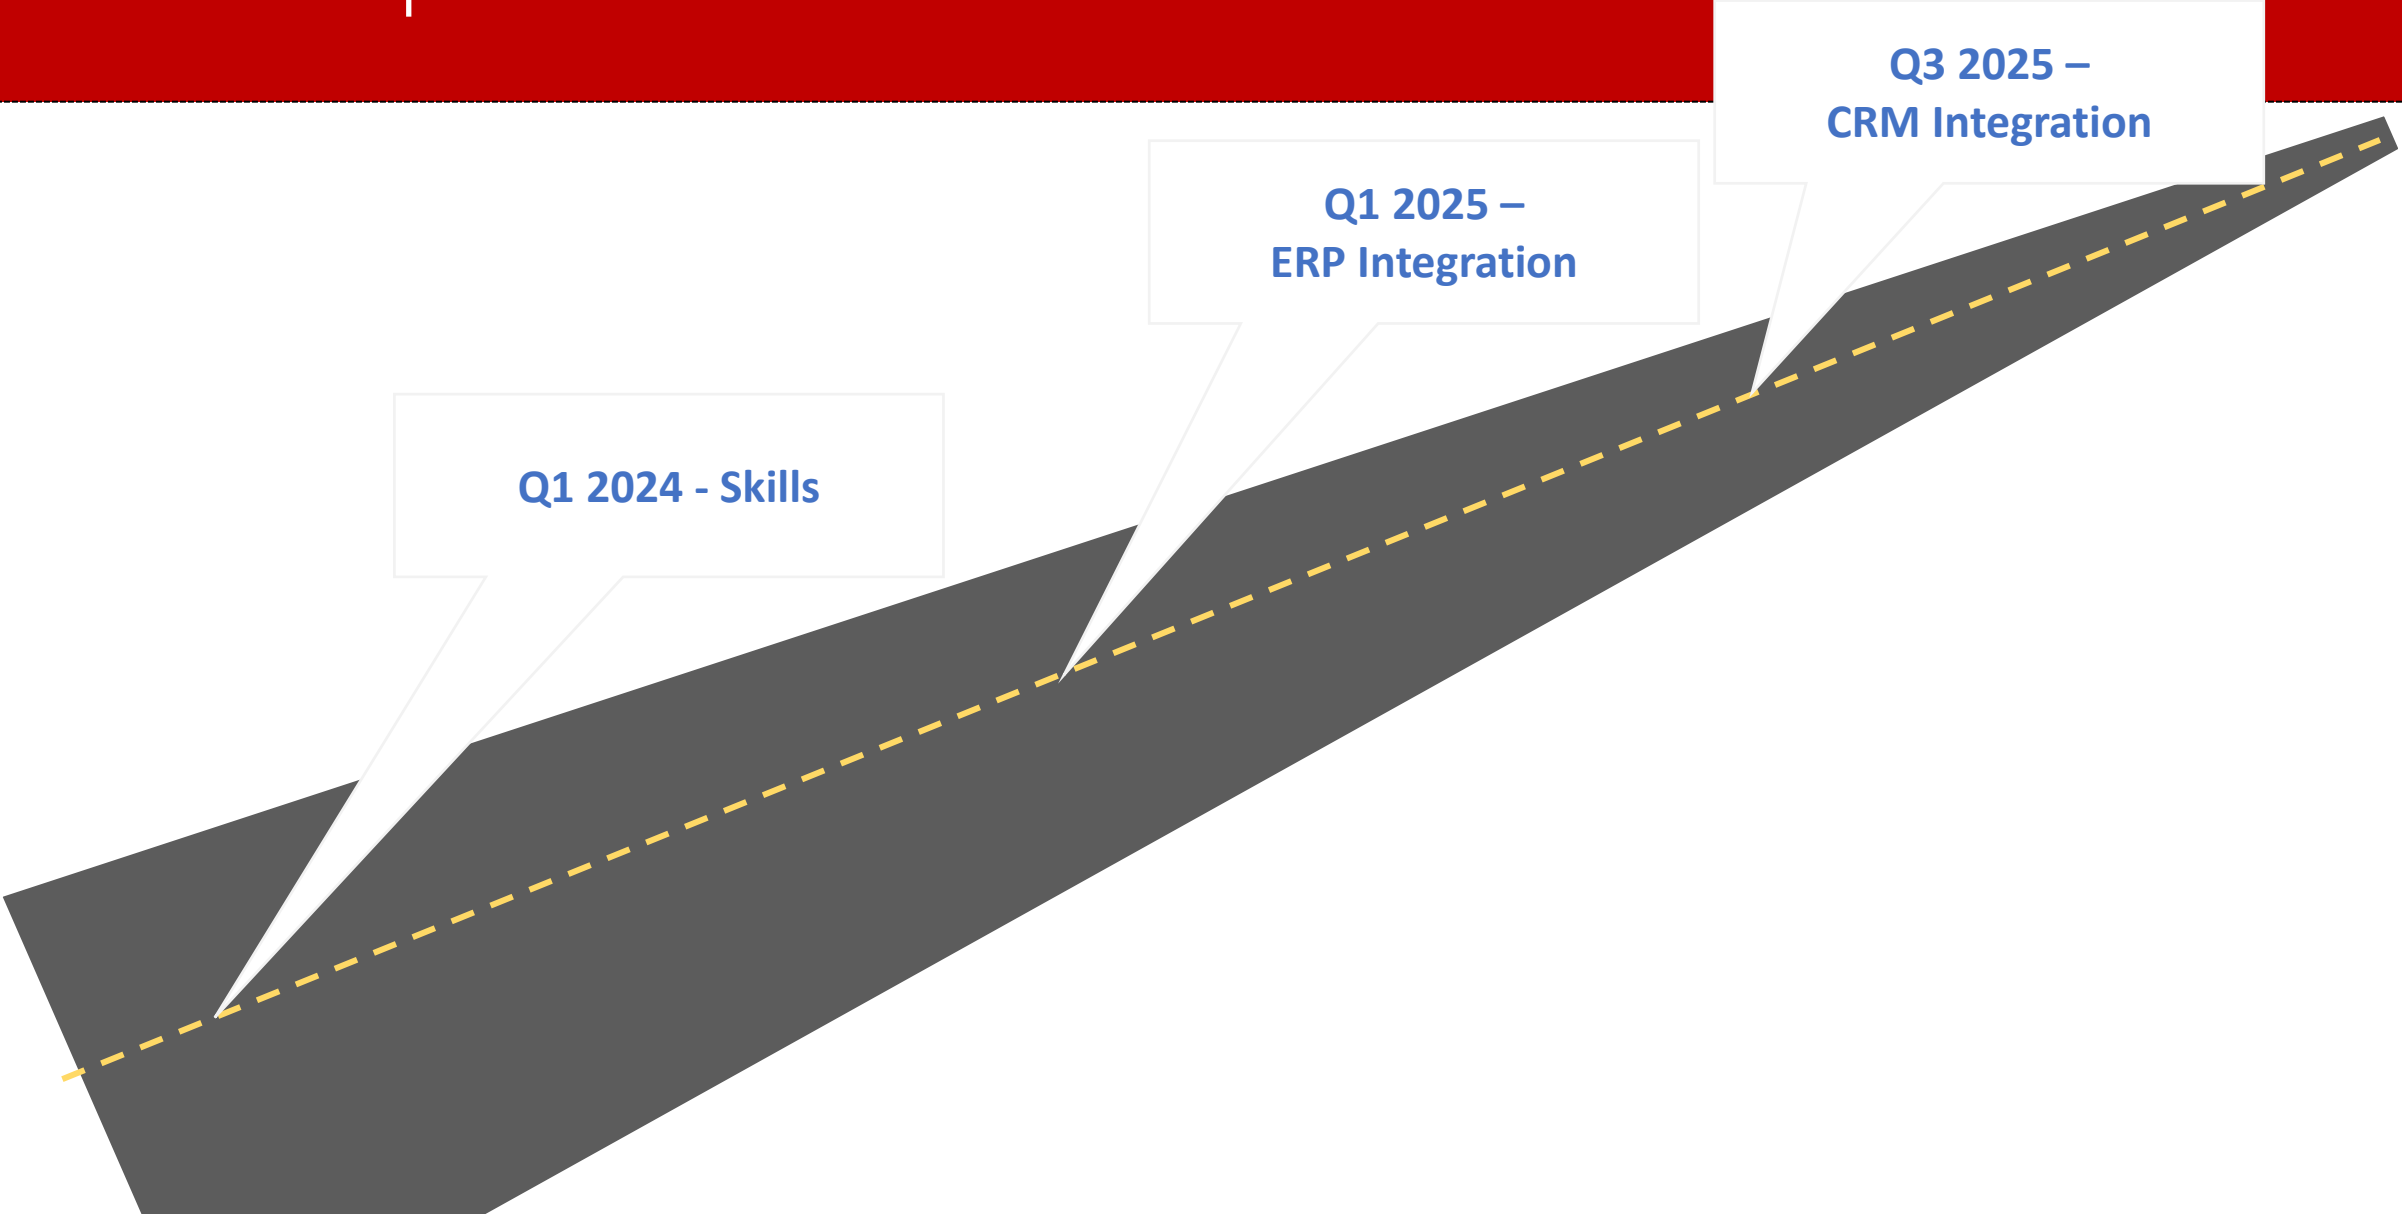 Q3 2025 –
CRM Integration
Q1 2025 –
ERP Integration
Q1 2024 - Skills